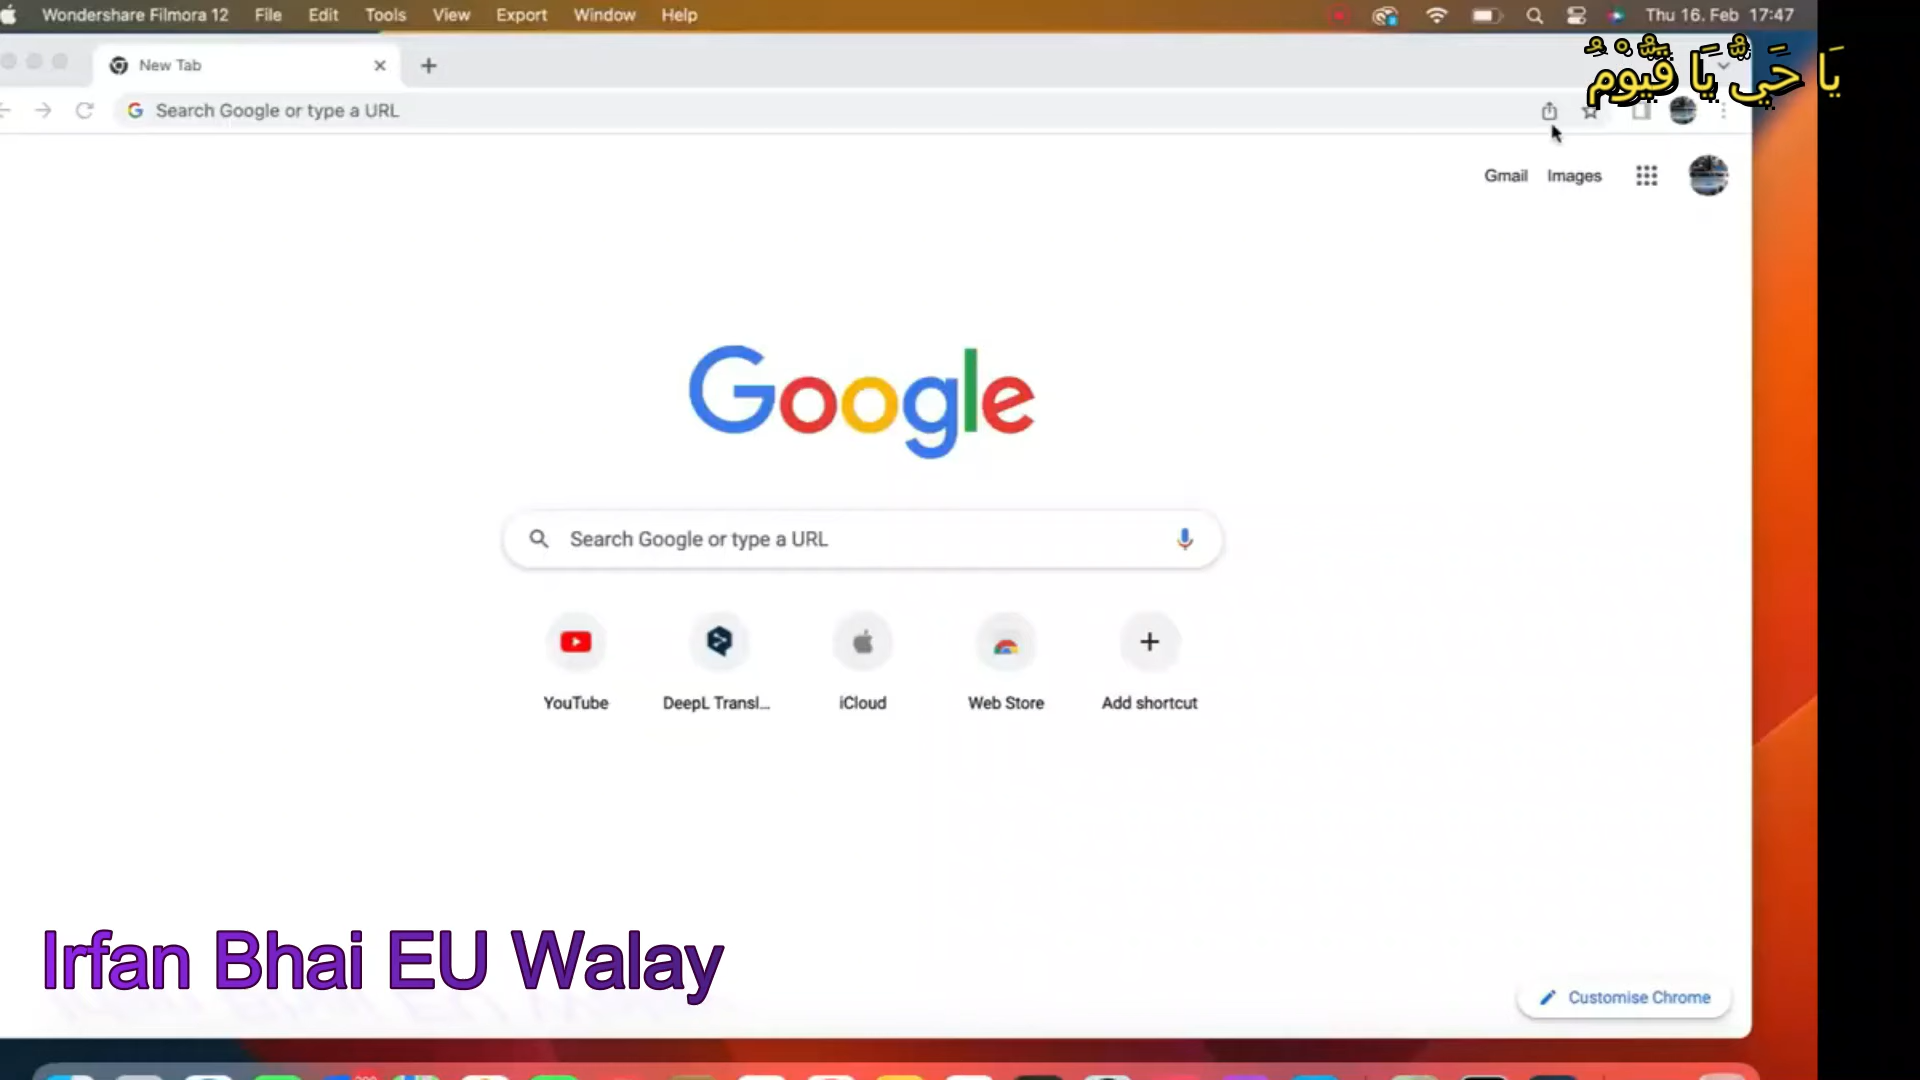 Wondershare Filmora 12 File Edit Tools View Export Window Help Thu 16. Feb 17:47
New Tab
يَا حَيُّ يَا قَيُّوْمُ
Search Google or type a URL
Gmail Images
Google
Search Google or type a URL
YouTube DeepL Transl... iCloud Web Store Add shortcut
Irfan Bhai EU Walay
Customise Chrome